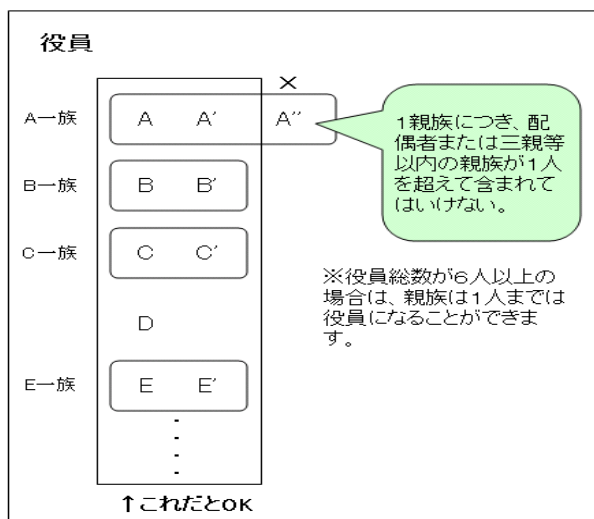 役員
×
A一族 A A′ A′′
1親族につき、配
偶者または三親等
以内の親族が1人
を超えて含まれて
はいけない。
B一族 B B′
C一族 C C′
※役員総数が6人以上の
場合は、親族は1人までは
役員になることができま
す。
D
E一族 E E′
↑これだとOK